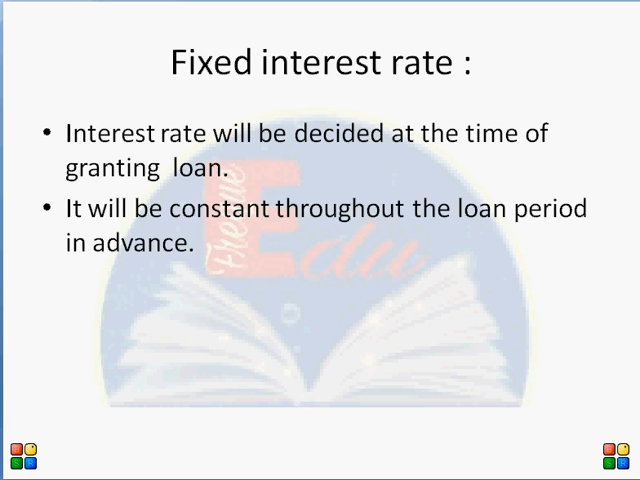 Fixed interest rate :
• Interest rate will be decided at the time of
granting loan.
• It will be constant throughout the loan period
in advance.
Edu